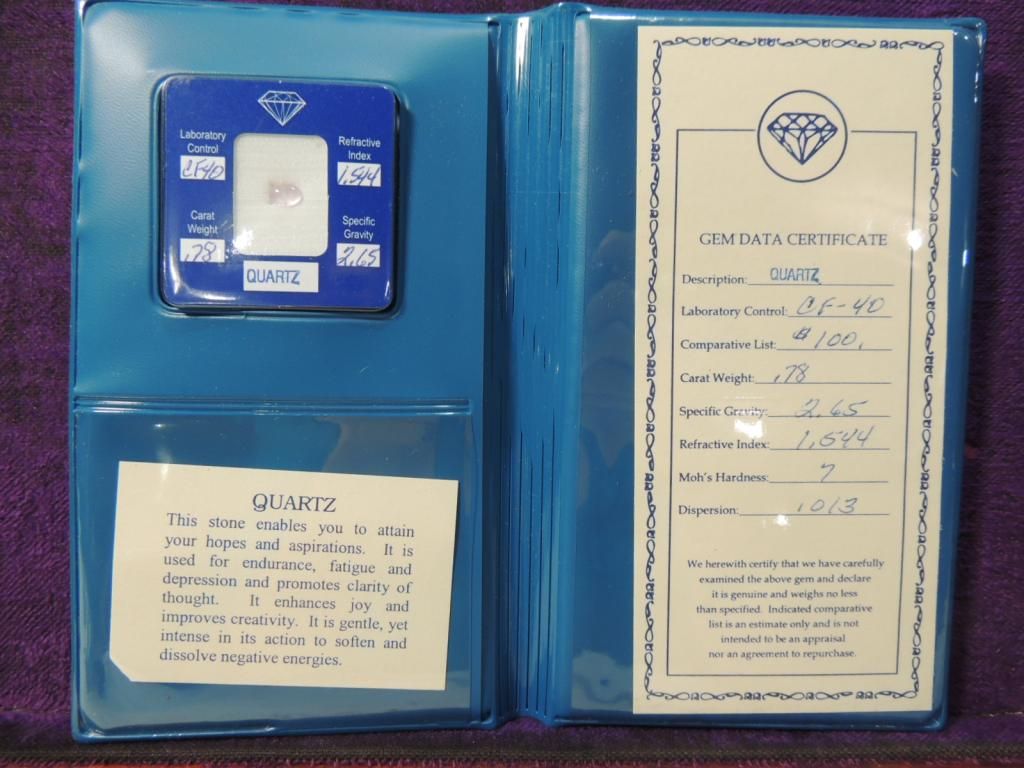 Laboratory
Control
CF40
Refractive
Index
1.544
Carat
Weight
.78
Specific
Gravity
2.65
QUARTZ
QUARTZ
This stone enables you to attain
your hopes and aspirations. It is
used for endurance, fatigue and
depression and promotes clarity of
thought. It enhances joy and
improves creativity. It is gentle, yet
intense in its action to soften and
dissolve negative energies.
GEM DATA CERTIFICATE
Description: QUARTZ
Laboratory Control: CF-40
Comparative List: $100.
Carat Weight: .78
Specific Gravity: 2.65
Refractive Index: 1.544
Moh's Hardness: 7
Dispersion: .013
We herewith certify that we have carefully
examined the above gem and declare
it is genuine and weighs no less
than specified. Indicated comparative
list is an estimate only and is not
intended to be an appraisal
nor an agreement to repurchase.